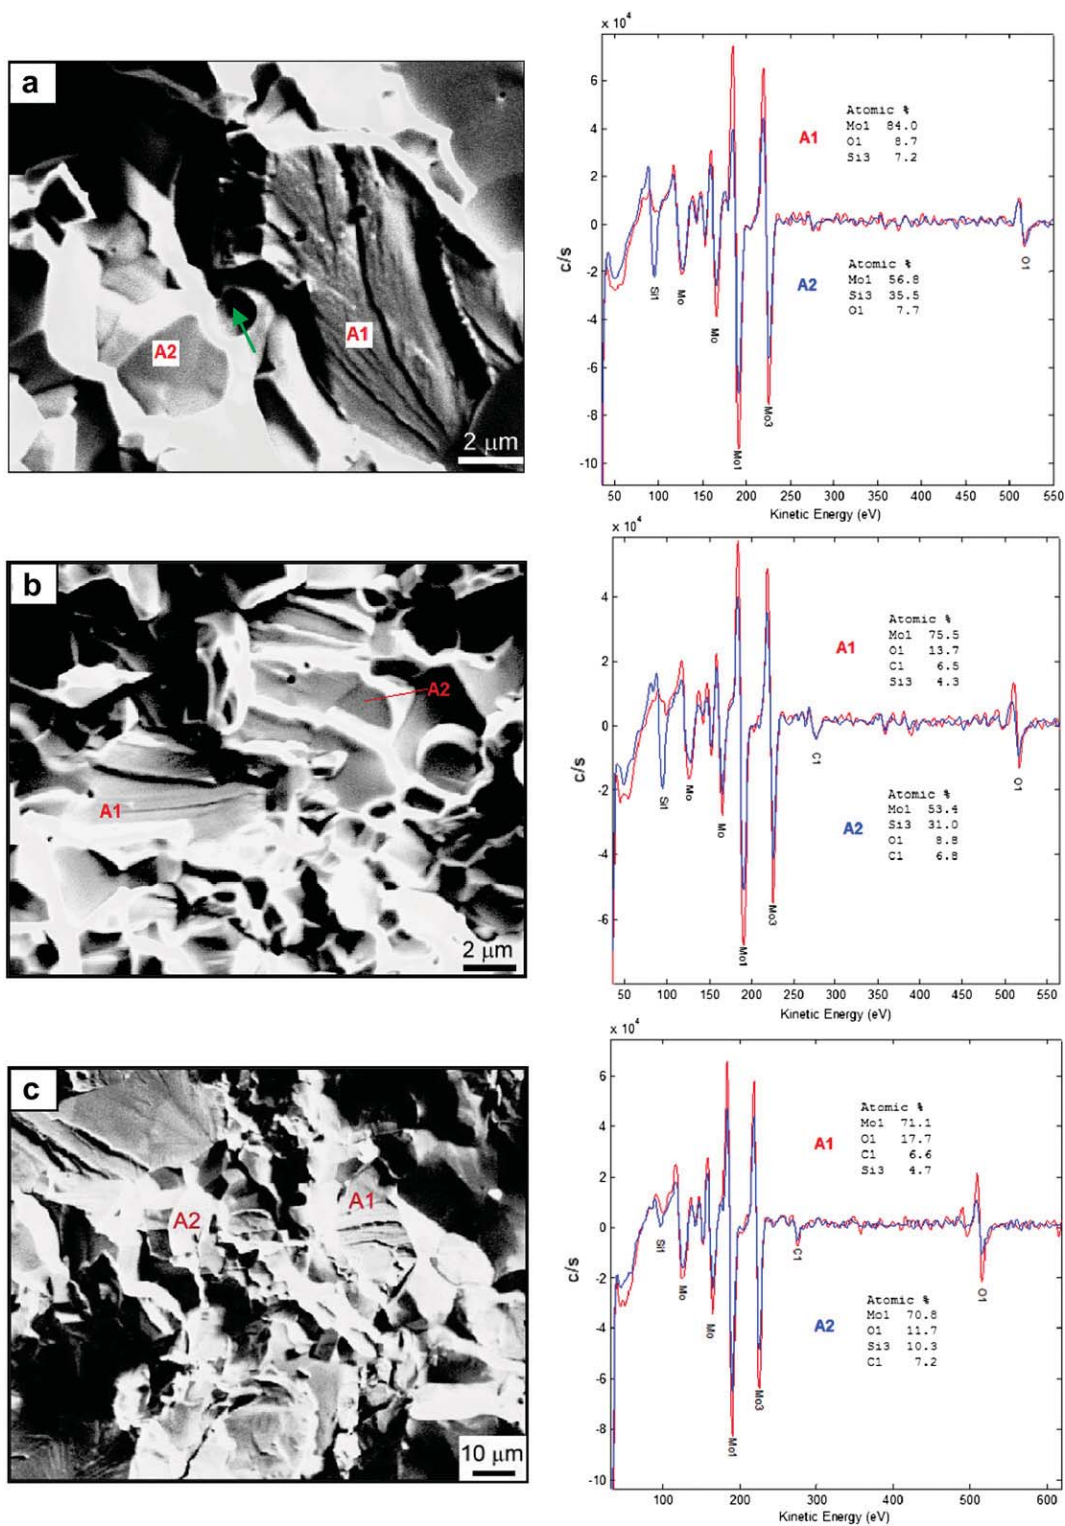 a
A1
A2
2 μm
x 10⁴
6
4
2
0
-2
-4
-6
-8
-10
c/s
A1
Atomic %
Mo1 84.0
O1 8.7
Si3 7.2
A2
Atomic %
Mo1 56.8
Si3 35.5
O1 7.7
Si1
Mo
Mo
Mo1
Mo3
O1
50 100 150 200 250 300 350 400 450 500 550
Kinetic Energy (eV)
b
A2
A1
2 μm
x 10⁴
4
2
0
-2
-4
-6
c/s
A1
Atomic %
Mo1 75.5
O1 13.7
C1 6.5
Si3 4.3
A2
Atomic %
Mo1 53.4
Si3 31.0
O1 8.8
C1 6.8
Si1
Mo
Mo
Mo1
Mo3
C1
O1
50 100 150 200 250 300 350 400 450 500 550
Kinetic Energy (eV)
c
A2
A1
10 μm
x 10⁴
6
4
2
0
-2
-4
-6
-8
-10
c/s
A1
Atomic %
Mo1 71.1
O1 17.7
C1 6.6
Si3 4.7
A2
Atomic %
Mo1 70.8
O1 11.7
Si3 10.3
C1 7.2
Si1
Mo
Mo
Mo1
Mo3
C1
O1
100 200 300 400 500 600
Kinetic Energy (eV)